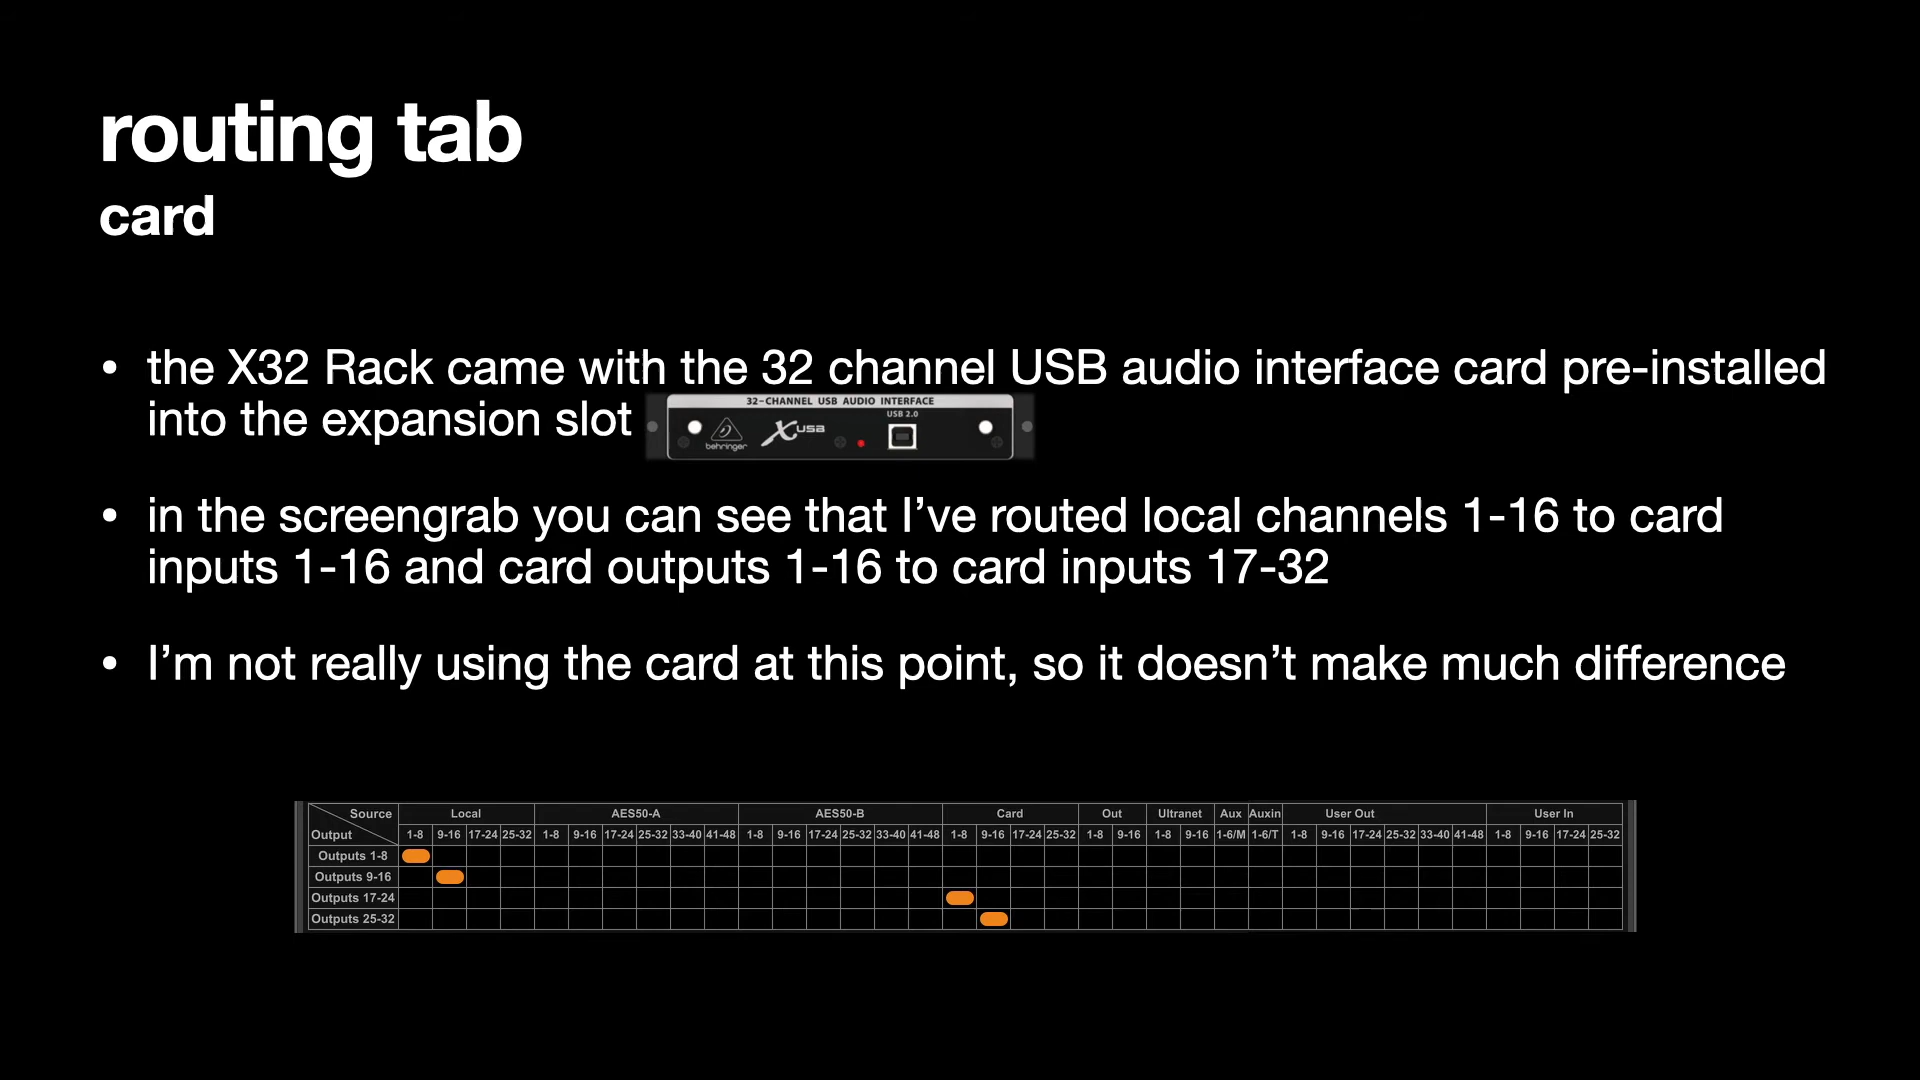 routing tab
card
• the X32 Rack came with the 32 channel USB audio interface card pre-installed
into the expansion slot
32-CHANNEL USB AUDIO INTERFACE
USB 2.0
behringer
X USB
• in the screengrab you can see that I’ve routed local channels 1-16 to card
inputs 1-16 and card outputs 1-16 to card inputs 17-32
• I’m not really using the card at this point, so it doesn’t make much difference
Source Local AES50-A AES50-B Card Out Ultranet Aux Auxin User Out User In
Output 1-8 9-16 17-24 25-32 1-8 9-16 17-24 25-32 33-40 41-48 1-8 9-16 17-24 25-32 33-40 41-48 1-8 9-16 17-24 25-32 1-8 9-16 1-8 9-16 1-6/M 1-6/T 1-8 9-16 17-24 25-32 33-40 41-48 1-8 9-16 17-24 25-32
Outputs 1-8
Outputs 9-16
Outputs 17-24
Outputs 25-32